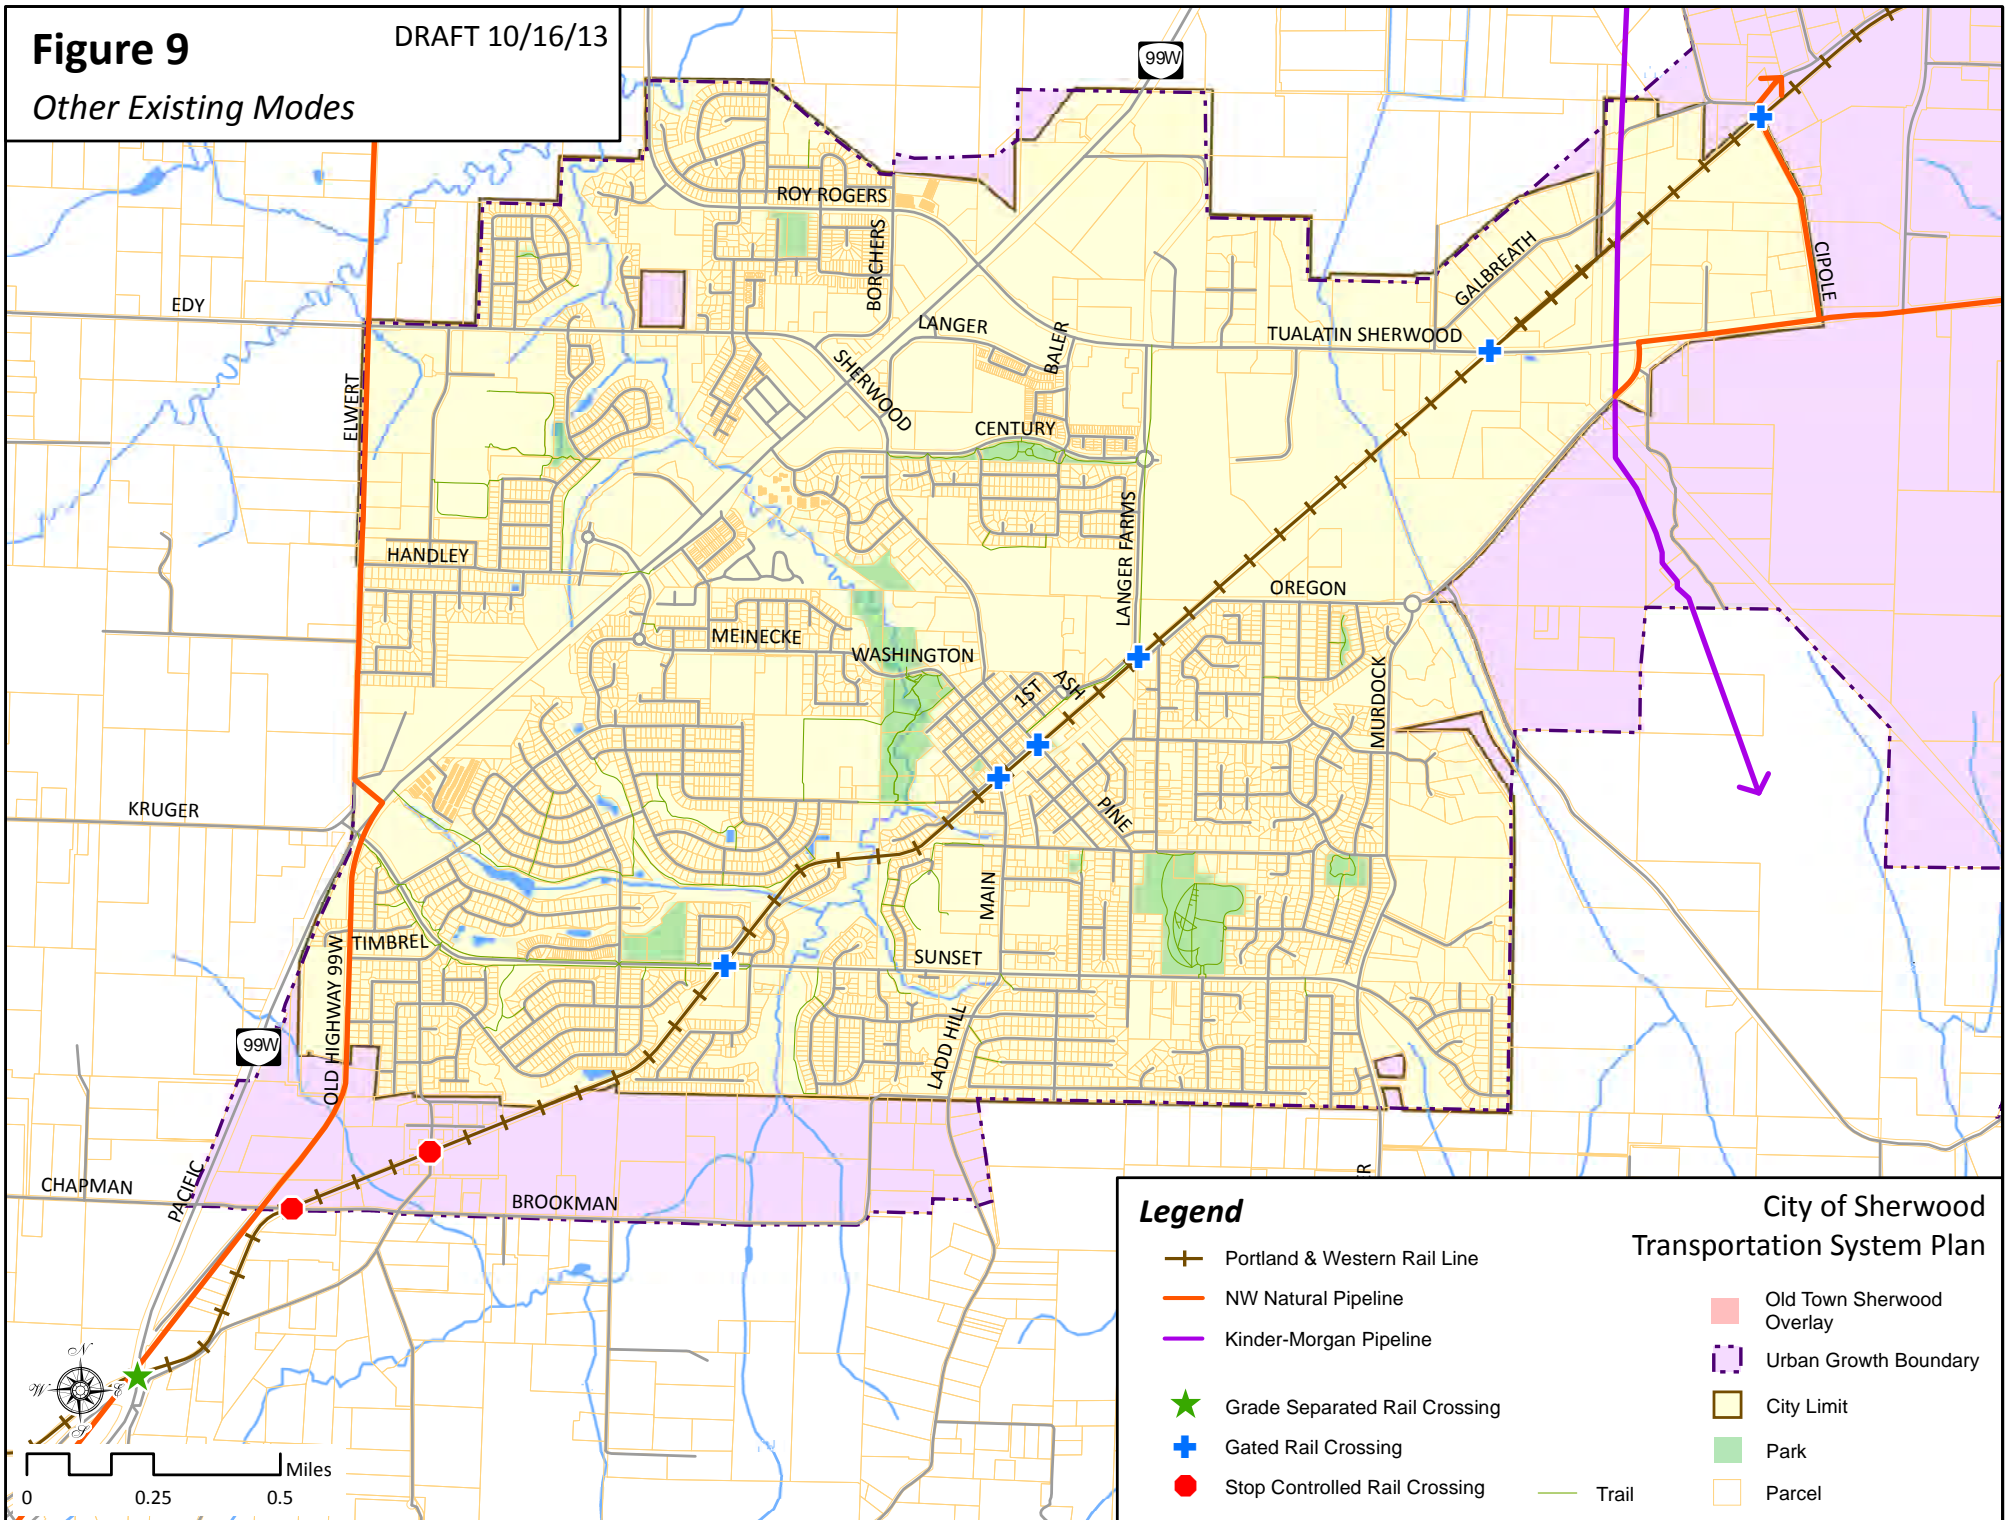 Figure 9
DRAFT 10/16/13
Other Existing Modes
99W
ROY ROGERS
BORCHERS
GALBREATH
CIPOLE
EDY
LANGER
BALER
TUALATIN SHERWOOD
SHERWOOD
ELWERT
CENTURY
LANGER FARMS
HANDLEY
OREGON
MEINECKE
WASHINGTON
1ST
ASH
MURDOCK
KRUGER
PINE
MAIN
TIMBREL
SUNSET
OLD HIGHWAY 99W
99W
LADD HILL
CHAPMAN
PACIFIC
BROOKMAN
ER
Legend
City of Sherwood
Transportation System Plan
Portland & Western Rail Line
NW Natural Pipeline
Kinder-Morgan Pipeline
Grade Separated Rail Crossing
Gated Rail Crossing
Stop Controlled Rail Crossing
Trail
Old Town Sherwood
Overlay
Urban Growth Boundary
City Limit
Park
Parcel
N
W
E
S
Miles
0
0.25
0.5